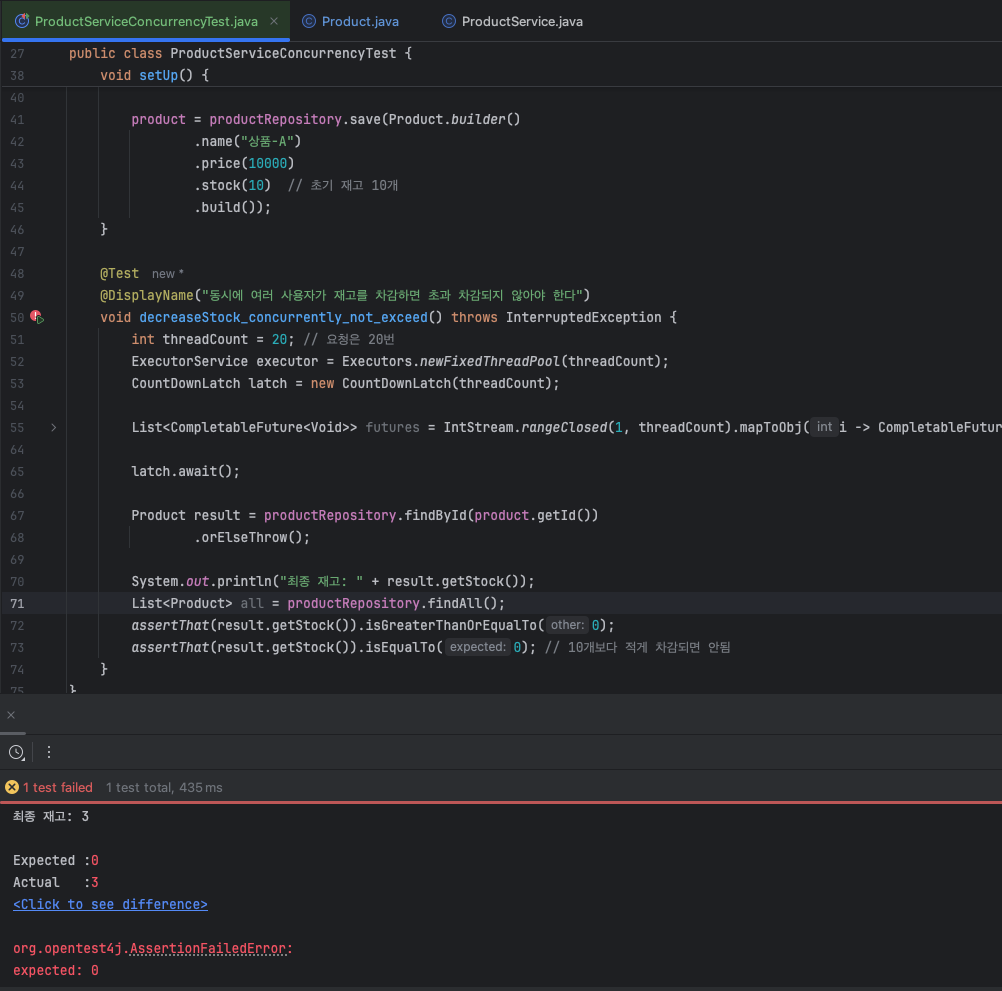 ProductServiceConcurrencyTest.java × Product.java ProductService.java
27 public class ProductServiceConcurrencyTest {
38 void setUp() {
40
41 product = productRepository.save(Product.builder()
42 .name("상품-A")
43 .price(10000)
44 .stock(10) // 초기 재고 10개
45 .build());
46 }
47
48 @Test new *
49 @DisplayName("동시에 여러 사용자가 재고를 차감하면 초과 차감되지 않아야 한다")
50 void decreaseStock_concurrently_not_exceed() throws InterruptedException {
51 int threadCount = 20; // 요청은 20번
52 ExecutorService executor = Executors.newFixedThreadPool(threadCount);
53 CountDownLatch latch = new CountDownLatch(threadCount);
54
55 List<CompletableFuture<Void>> futures = IntStream.rangeClosed(1, threadCount).mapToObj( int i -> CompletableFutur
64
65 latch.await();
66
67 Product result = productRepository.findById(product.getId())
68 .orElseThrow();
69
70 System.out.println("최종 재고: " + result.getStock());
71 List<Product> all = productRepository.findAll();
72 assertThat(result.getStock()).isGreaterThanOrEqualTo( other: 0);
73 assertThat(result.getStock()).isEqualTo( expected: 0); // 10개보다 적게 차감되면 안됨
74 }
75 }
×
1 test failed 1 test total, 435 ms
최종 재고: 3
Expected :0
Actual :3
<Click to see difference>
org.opentest4j.AssertionFailedError:
expected: 0